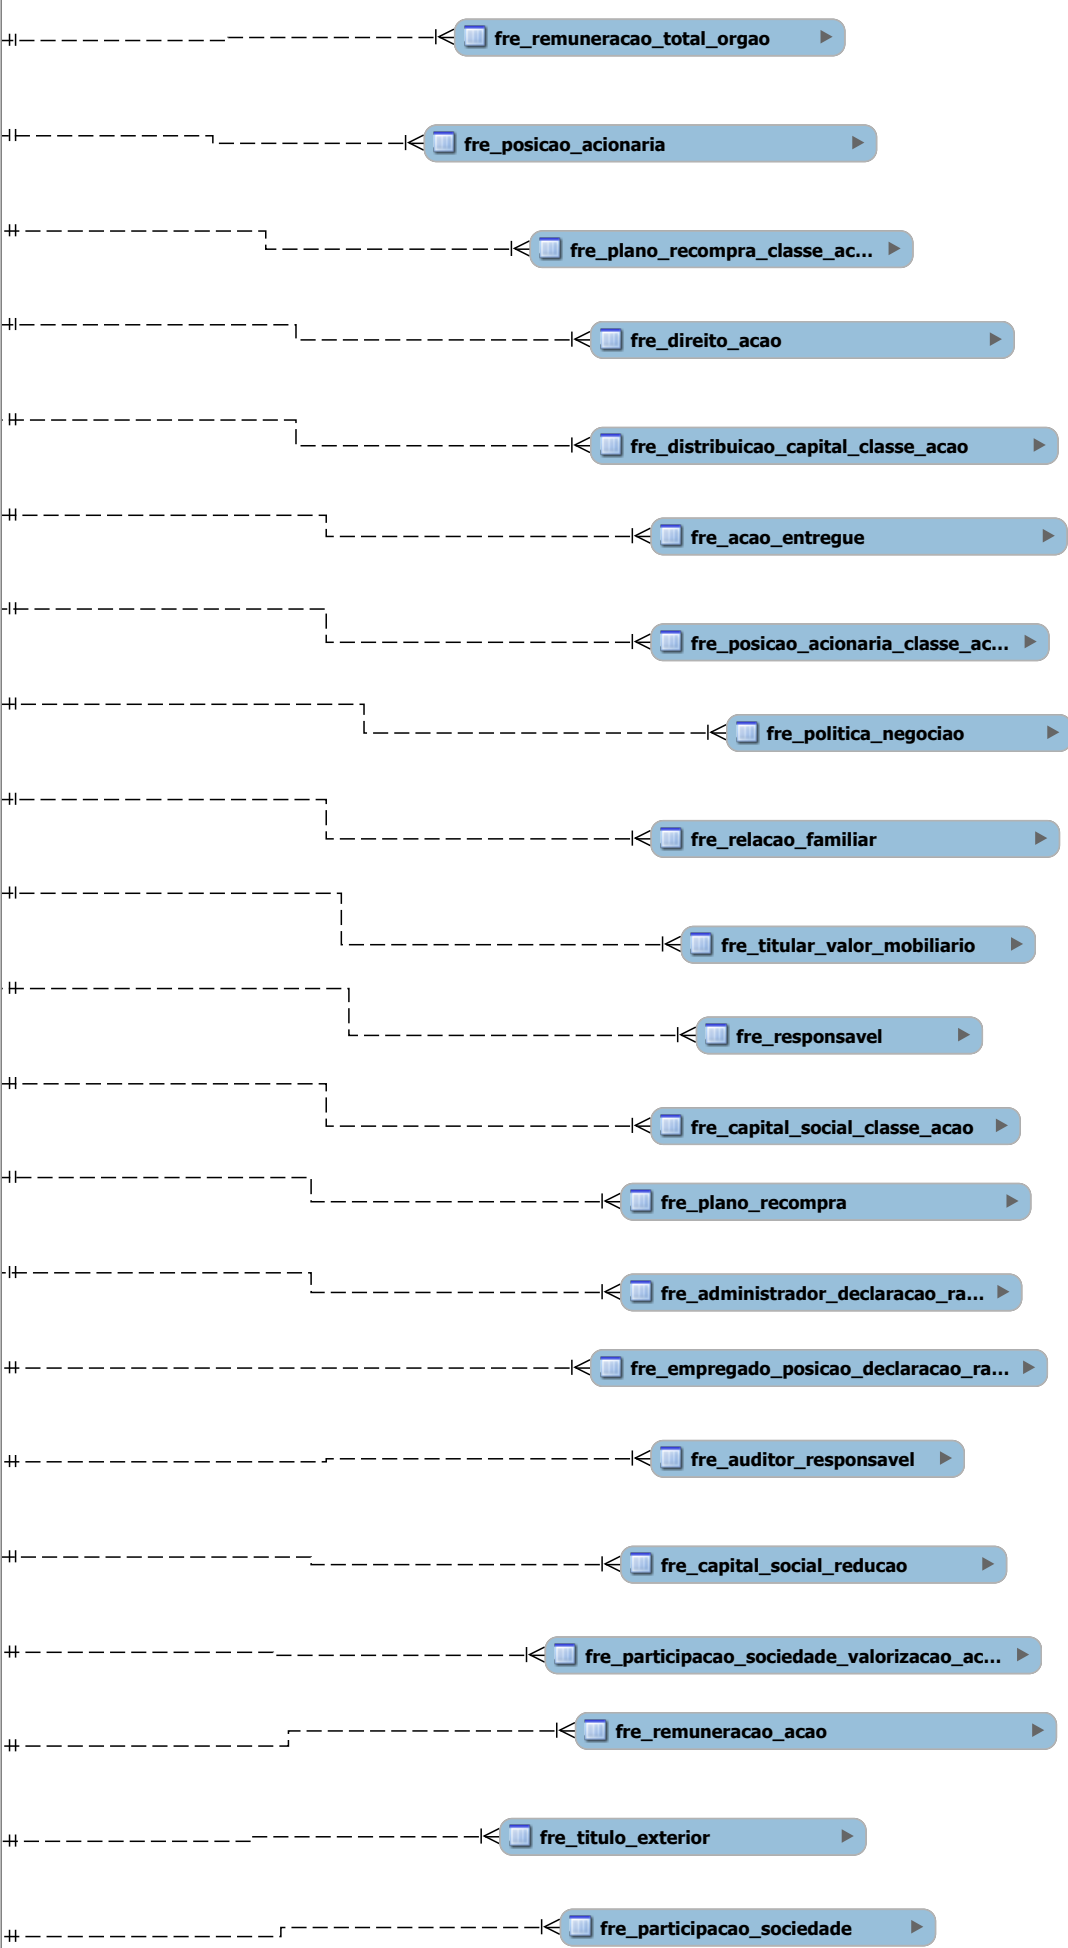 fre_remuneracao_total_orgao
fre_posicao_acionaria
fre_plano_recompra_classe_ac...
fre_direito_acao
fre_distribuicao_capital_classe_acao
fre_acao_entregue
fre_posicao_acionaria_classe_ac...
fre_politica_negociao
fre_relacao_familiar
fre_titular_valor_mobiliario
fre_responsavel
fre_capital_social_classe_acao
fre_plano_recompra
fre_administrador_declaracao_ra...
fre_empregado_posicao_declaracao_ra...
fre_auditor_responsavel
fre_capital_social_reducao
fre_participacao_sociedade_valorizacao_ac...
fre_remuneracao_acao
fre_titulo_exterior
fre_participacao_sociedade